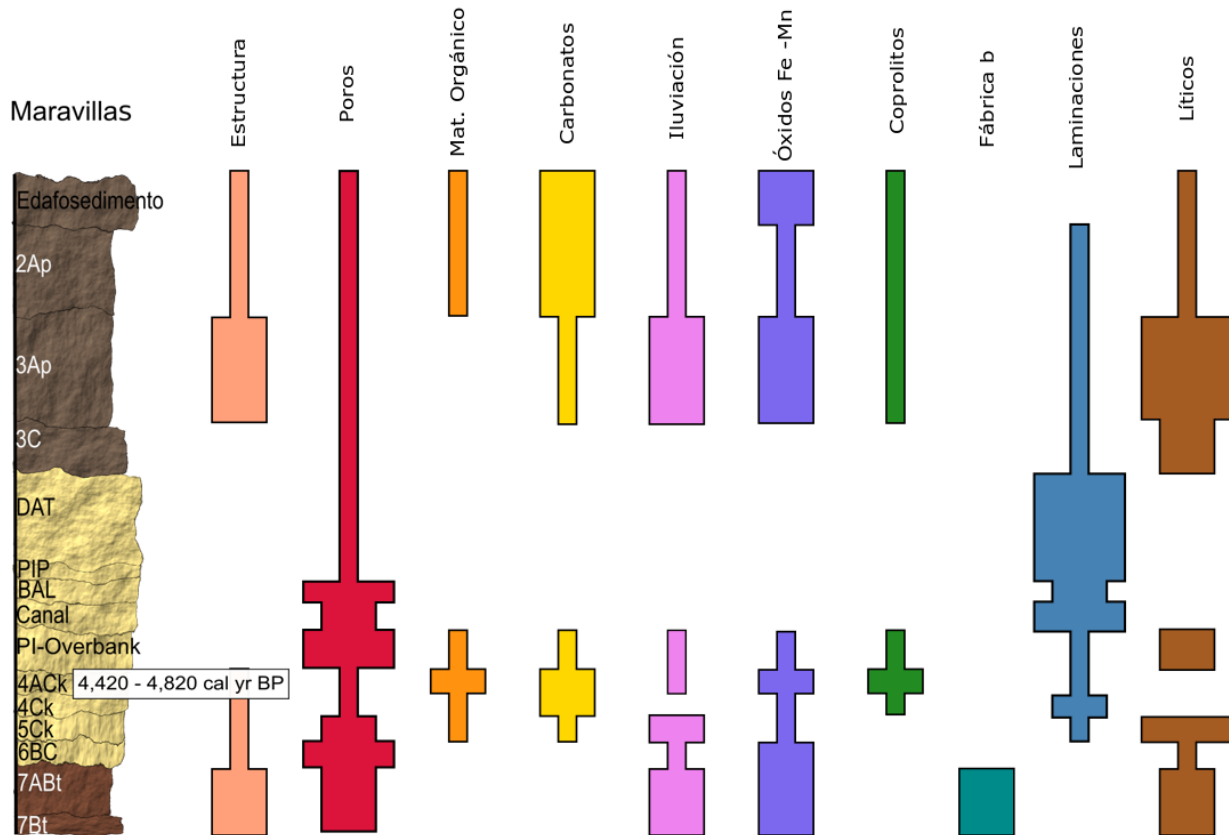 Maravillas
Estructura
Poros
Mat. Orgánico
Carbonatos
Iluviación
Óxidos Fe -Mn
Coprolitos
Fábrica b
Laminaciones
Líticos
Edafosedimento
2Ap
3Ap
3C
DAT
PIP
BAL
Canal
PI-Overbank
4ACk
4,420 - 4,820 cal yr BP
4Ck
5Ck
6BC
7ABt
7Bt